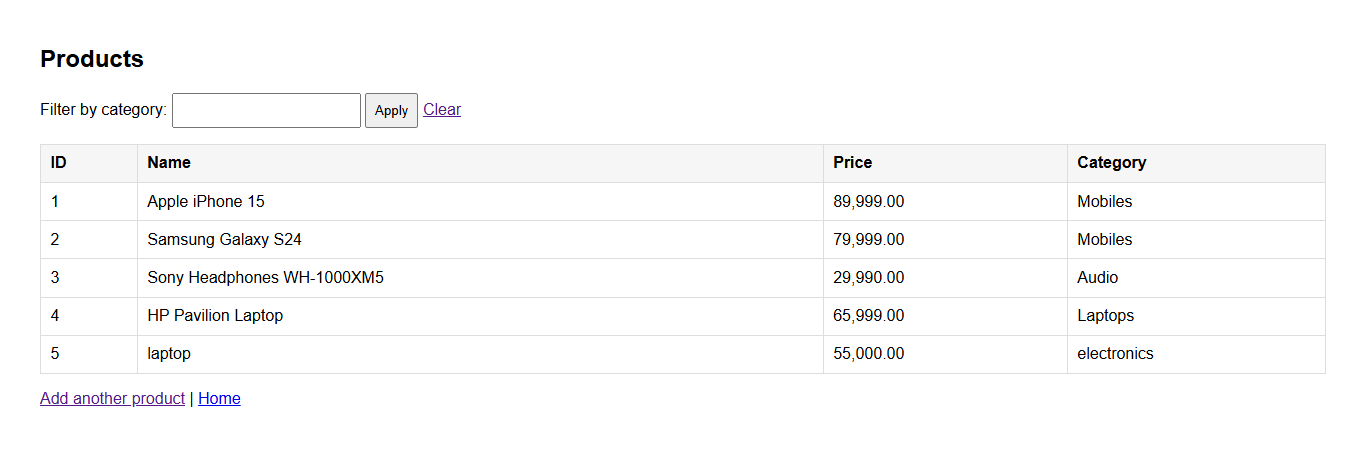 Products
Filter by category: Apply Clear
ID Name Price Category
1 Apple iPhone 15 89,999.00 Mobiles
2 Samsung Galaxy S24 79,999.00 Mobiles
3 Sony Headphones WH-1000XM5 29,990.00 Audio
4 HP Pavilion Laptop 65,999.00 Laptops
5 laptop 55,000.00 electronics
Add another product | Home